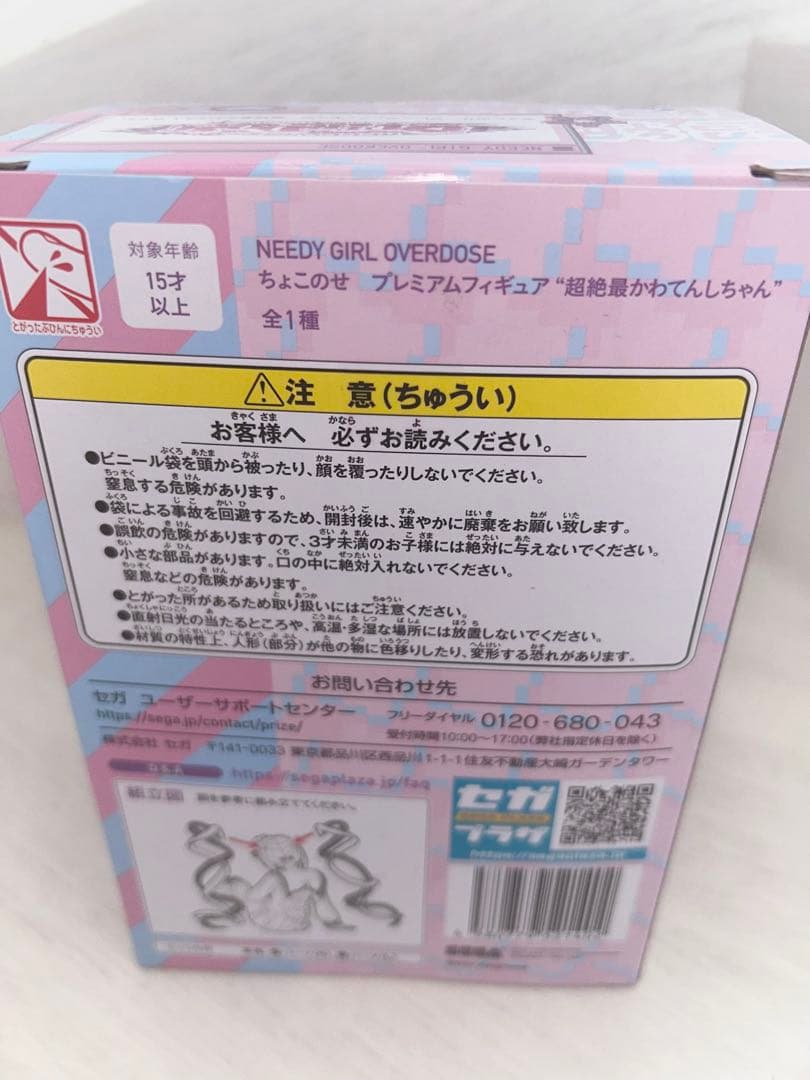 NEEDY GIRL OVERDOSE
とがったぶひんにちゅうい
対象年齢
15才
以上
NEEDY GIRL OVERDOSE
ちょこのせ プレミアムフィギュア“超絶最かわてんしちゃん”
全1種
注 意(ちゅうい)
お客様へ 必ずお読みください。
●ビニール袋を頭から被ったり、顔を覆ったりしないでください。
窒息する危険があります。
●袋による事故を回避するため、開封後は、速やかに廃棄をお願い致します。
●誤飲の危険がありますので、3才未満のお子様には絶対に与えないでください。
●小さな部品があります。口の中に絶対入れないでください。
窒息などの危険があります。
●とがった所があるため取り扱いにはご注意ください。
●直射日光の当たるところや、高温・多湿な場所には放置しないでください。
●材質の特性上、人形(部分)が他の物に色移りしたり、変形する恐れがあります。
お問い合わせ先
セガ ユーザーサポートセンター
https://sega.jp/contact/prize/
フリーダイヤル 0120-680-043
受付時間10:00〜17:00(弊社指定休日を除く)
株式会社 セガ 〒141-0033 東京都品川区西品川1-1-1住友不動産大崎ガーデンタワー
Q&A https://segaplaza.jp/faq
組立図 図を参考に組み立ててください。
セガ
プラザ
https://segaplaza.jp